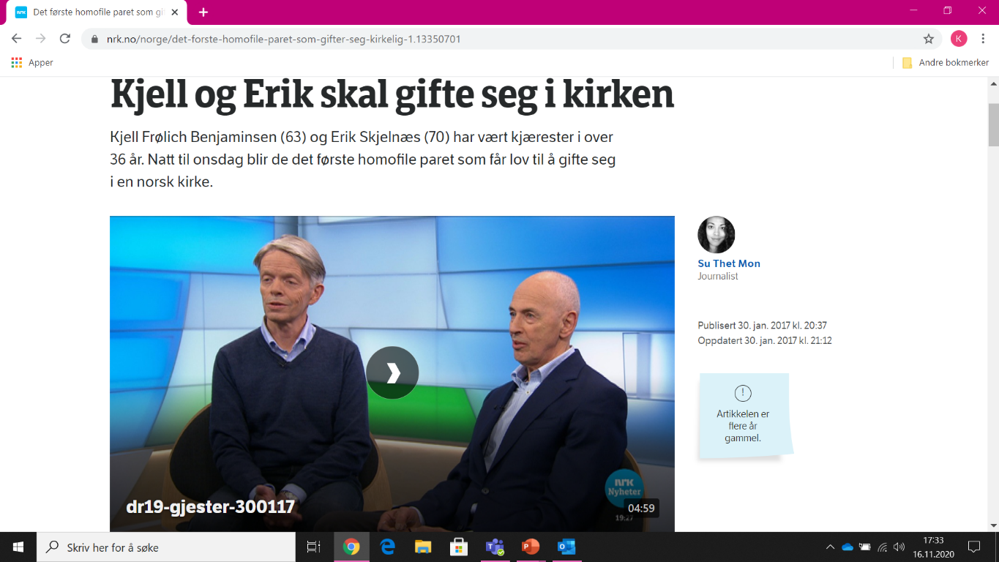 nrk Det første homofile paret som gi
nrk.no/norge/det-forste-homofile-paret-som-gifter-seg-kirkelig-1.13350701
K
Apper
Andre bokmerker
Kjell og Erik skal gifte seg i kirken
Kjell Frølich Benjaminsen (63) og Erik Skjelnæs (70) har vært kjærester i over
36 år. Natt til onsdag blir de det første homofile paret som får lov til å gifte seg
i en norsk kirke.
Su Thet Mon
Journalist
Publisert 30. jan. 2017 kl. 20:37
Oppdatert 30. jan. 2017 kl. 21:12
!
Artikkelen er
flere år
gammel.
nrk
Nyheter
dr19-gjester-300117
04:59
19:27
Skriv her for å søke
17:33
16.11.2020